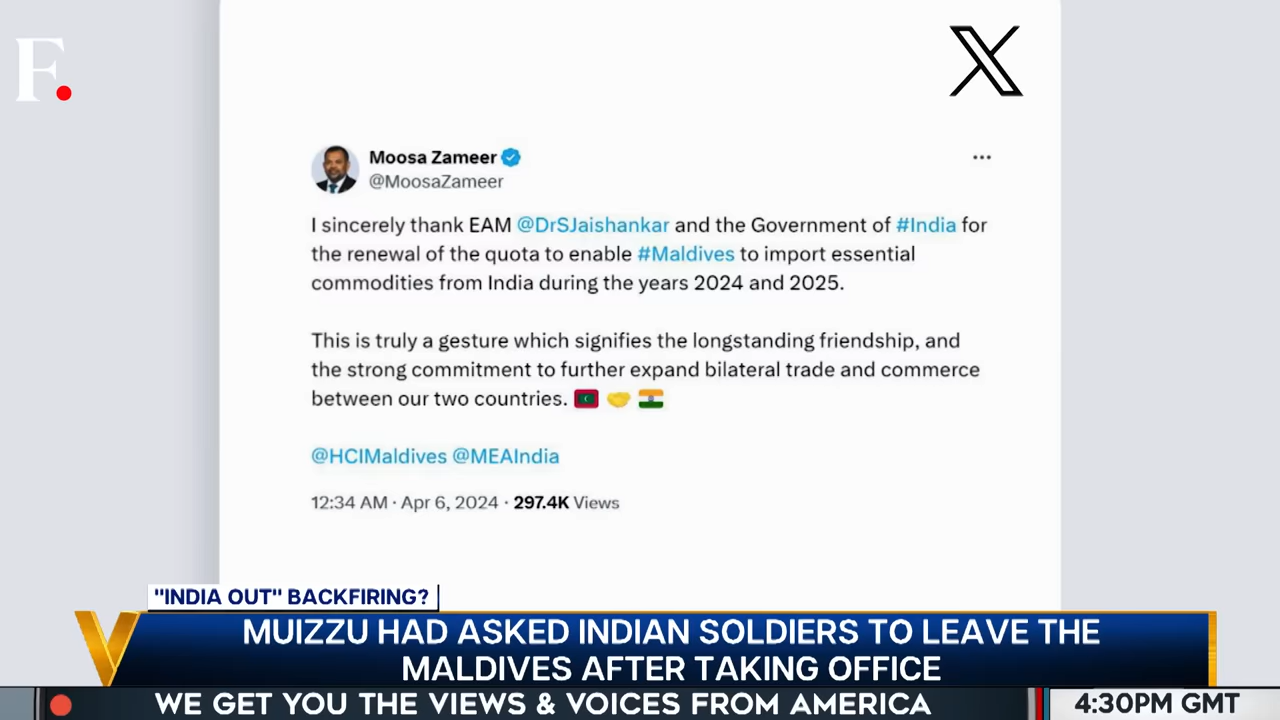 F.
X
Moosa Zameer
@MoosaZameer
I sincerely thank EAM @DrSJaishankar and the Government of #India for
the renewal of the quota to enable #Maldives to import essential
commodities from India during the years 2024 and 2025.
This is truly a gesture which signifies the longstanding friendship, and
the strong commitment to further expand bilateral trade and commerce
between our two countries. 🇲🇻 🤝 🇮🇳
@HCIMaldives @MEAIndia
12:34 AM · Apr 6, 2024 · 297.4K Views
"INDIA OUT" BACKFIRING?
V
MUIZZU HAD ASKED INDIAN SOLDIERS TO LEAVE THE
MALDIVES AFTER TAKING OFFICE
WE GET YOU THE VIEWS & VOICES FROM AMERICA
4:30PM GMT